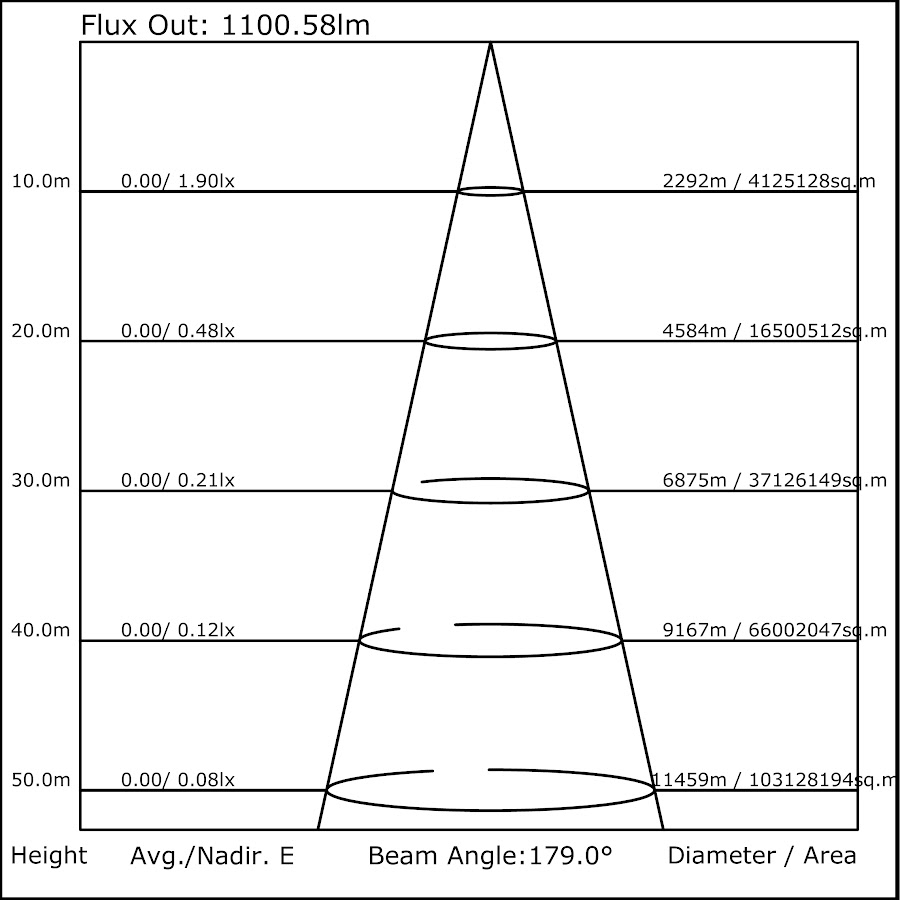 Flux Out: 1100.58lm
10.0m 0.00/ 1.90lx 2292m / 4125128sq.m
20.0m 0.00/ 0.48lx 4584m / 16500512sq.m
30.0m 0.00/ 0.21lx 6875m / 37126149sq.m
40.0m 0.00/ 0.12lx 9167m / 66002047sq.m
50.0m 0.00/ 0.08lx 11459m / 103128194sq.m
Height Avg./Nadir. E Beam Angle:179.0° Diameter / Area